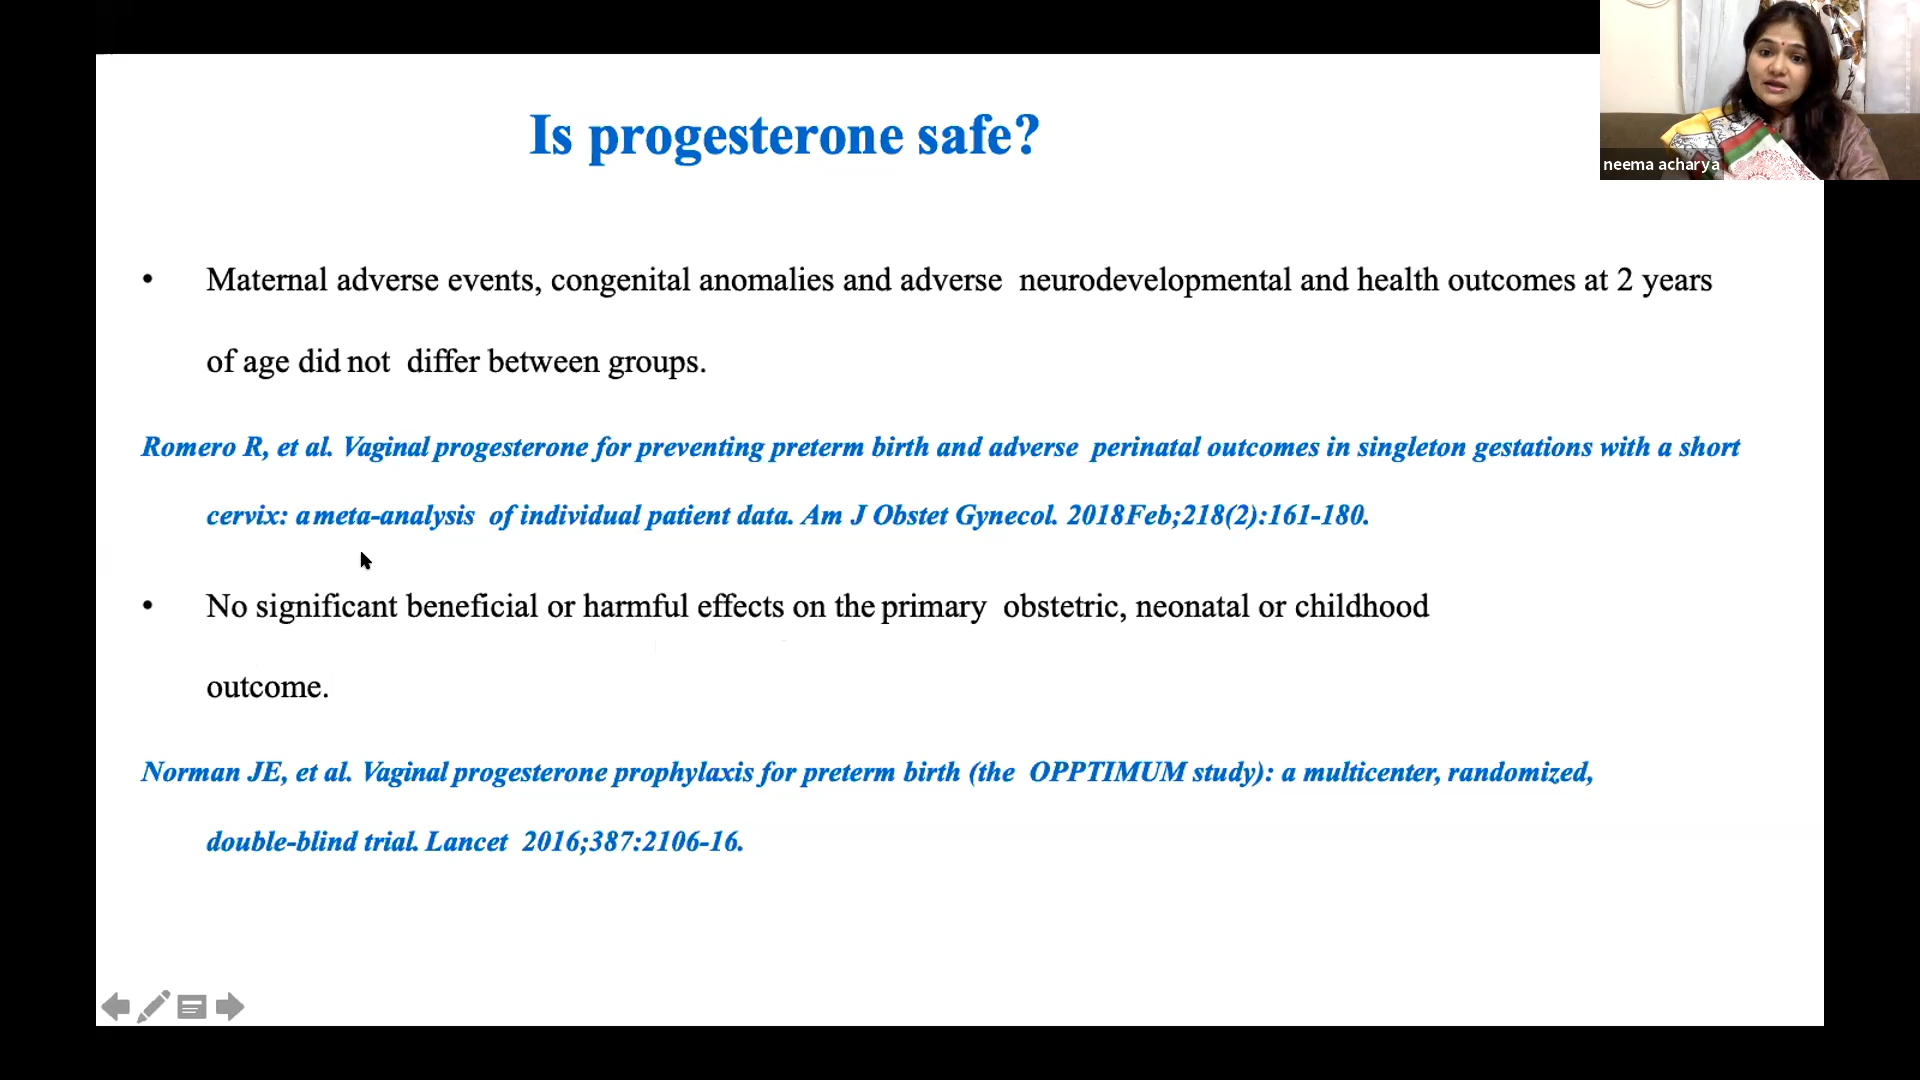 Is progesterone safe?
neema acharya
• Maternal adverse events, congenital anomalies and adverse neurodevelopmental and health outcomes at 2 years
of age did not differ between groups.
Romero R, et al. Vaginal progesterone for preventing preterm birth and adverse perinatal outcomes in singleton gestations with a short
cervix: a meta-analysis of individual patient data. Am J Obstet Gynecol. 2018Feb;218(2):161-180.
• No significant beneficial or harmful effects on the primary obstetric, neonatal or childhood
outcome.
Norman JE, et al. Vaginal progesterone prophylaxis for preterm birth (the OPPTIMUM study): a multicenter, randomized,
double-blind trial. Lancet 2016;387:2106-16.